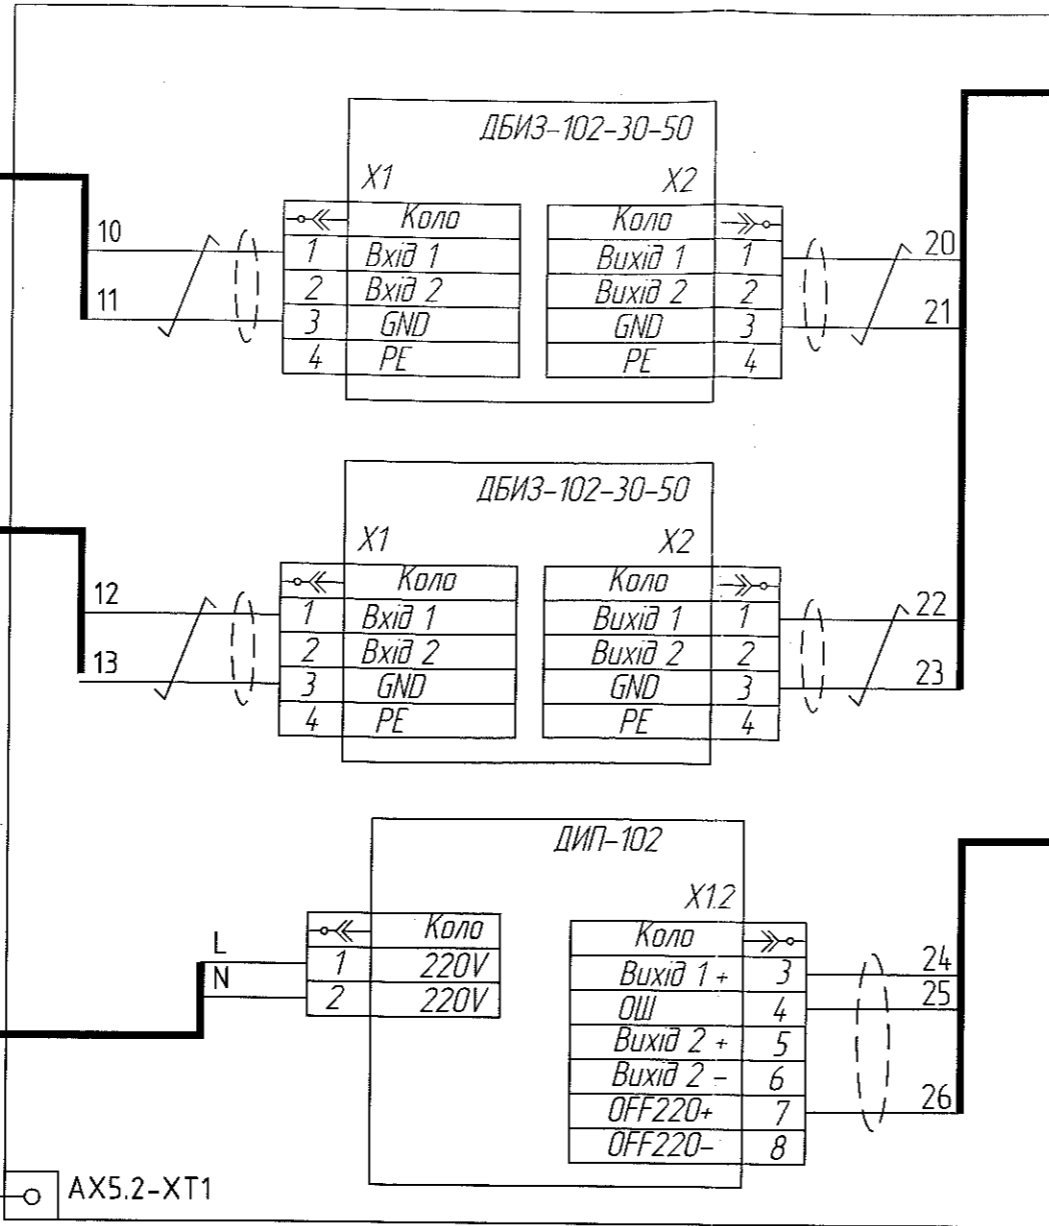 ДБИЗ-102-30-50
X1 X2
Коло Коло
10 1 Вхід 1 Вихід 1 1 20
2 Вхід 2 Вихід 2 2
11 3 GND GND 3 21
4 PE PE 4
ДБИЗ-102-30-50
X1 X2
Коло Коло
12 1 Вхід 1 Вихід 1 1 22
2 Вхід 2 Вихід 2 2
13 3 GND GND 3 23
4 PE PE 4
ДИП-102
X1.2
Коло Коло
L 1 220V Вихід 1 + 3 24
N 2 220V ОШ 4 25
Вихід 2 + 5
Вихід 2 - 6
OFF220+ 7 26
OFF220- 8
AX5.2-XT1